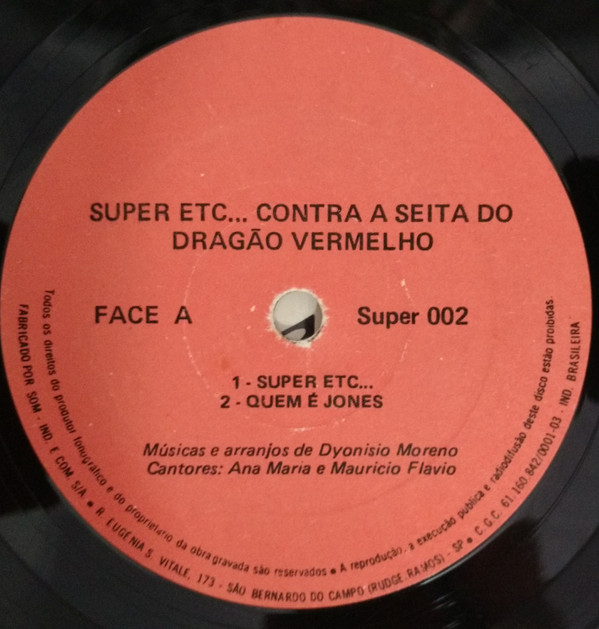 SUPER ETC... CONTRA A SEITA DO
DRAGÃO VERMELHO
FACE A
Super 002
1 - SUPER ETC...
2 - QUEM É JONES
Músicas e arranjos de Dyonisio Moreno
Cantores: Ana Maria e Mauricio Flavio
Todos os direitos do produtor fonográfico e do proprietario da obra gravada são reservados • A reprodução, a execução pública e radiodifusão deste disco estão proibidas.
FABRICADO POR SOM - IND. E COM. S/A • R. EUGÊNIA S. VITALE, 173 - SÃO BERNARDO DO CAMPO (RUDGE RAMOS) - SP • C.G.C. 61.160.842/0001-03 - IND. BRASILEIRA